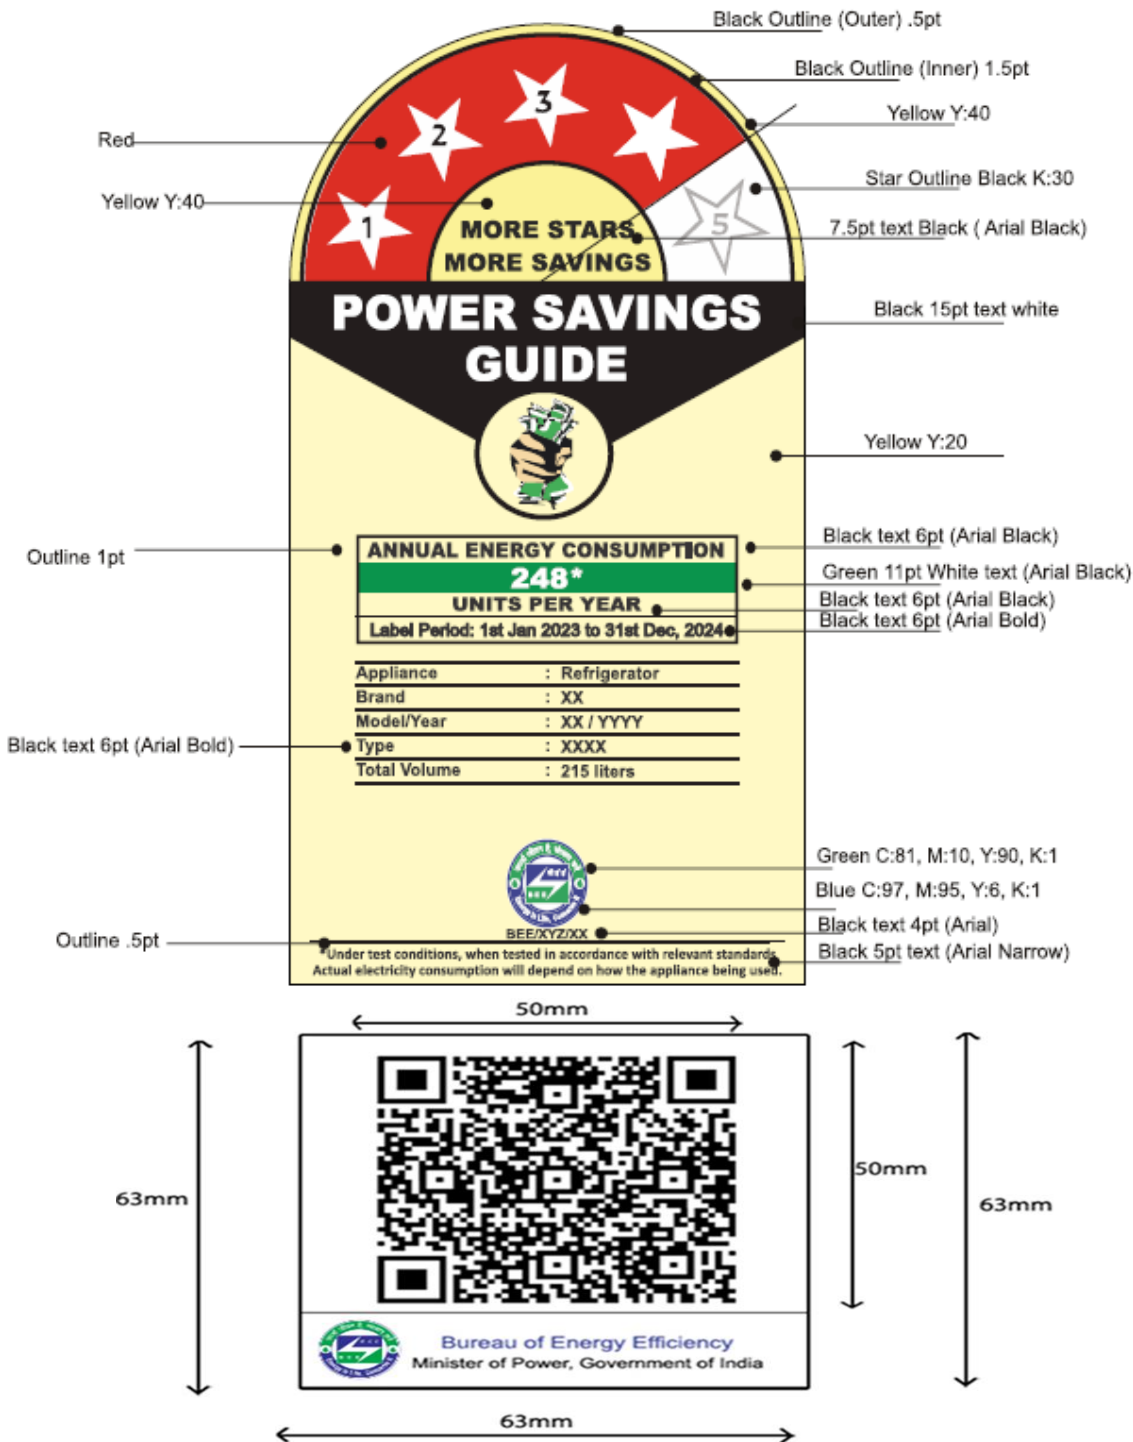 Black Outline (Outer) .5pt
Black Outline (Inner) 1.5pt
Yellow Y:40
Red
Star Outline Black K:30
Yellow Y:40
7.5pt text Black ( Arial Black)
1
2
3
5
MORE STARS
MORE SAVINGS
POWER SAVINGS
GUIDE
Black 15pt text white
Yellow Y:20
Outline 1pt
ANNUAL ENERGY CONSUMPTION
248*
UNITS PER YEAR
Label Period: 1st Jan 2023 to 31st Dec, 2024
Black text 6pt (Arial Black)
Green 11pt White text (Arial Black)
Black text 6pt (Arial Black)
Black text 6pt (Arial Bold)
Appliance : Refrigerator
Brand : XX
Model/Year : XX / YYYY
Type : XXXX
Total Volume : 215 liters
Black text 6pt (Arial Bold)
Green C:81, M:10, Y:90, K:1
Blue C:97, M:95, Y:6, K:1
BEE/XYZ/XX
Black text 4pt (Arial)
Outline .5pt
*Under test conditions, when tested in accordance with relevant standards.
Actual electricity consumption will depend on how the appliance being used.
Black 5pt text (Arial Narrow)
50mm
63mm
50mm
63mm
Bureau of Energy Efficiency
Minister of Power, Government of India
63mm